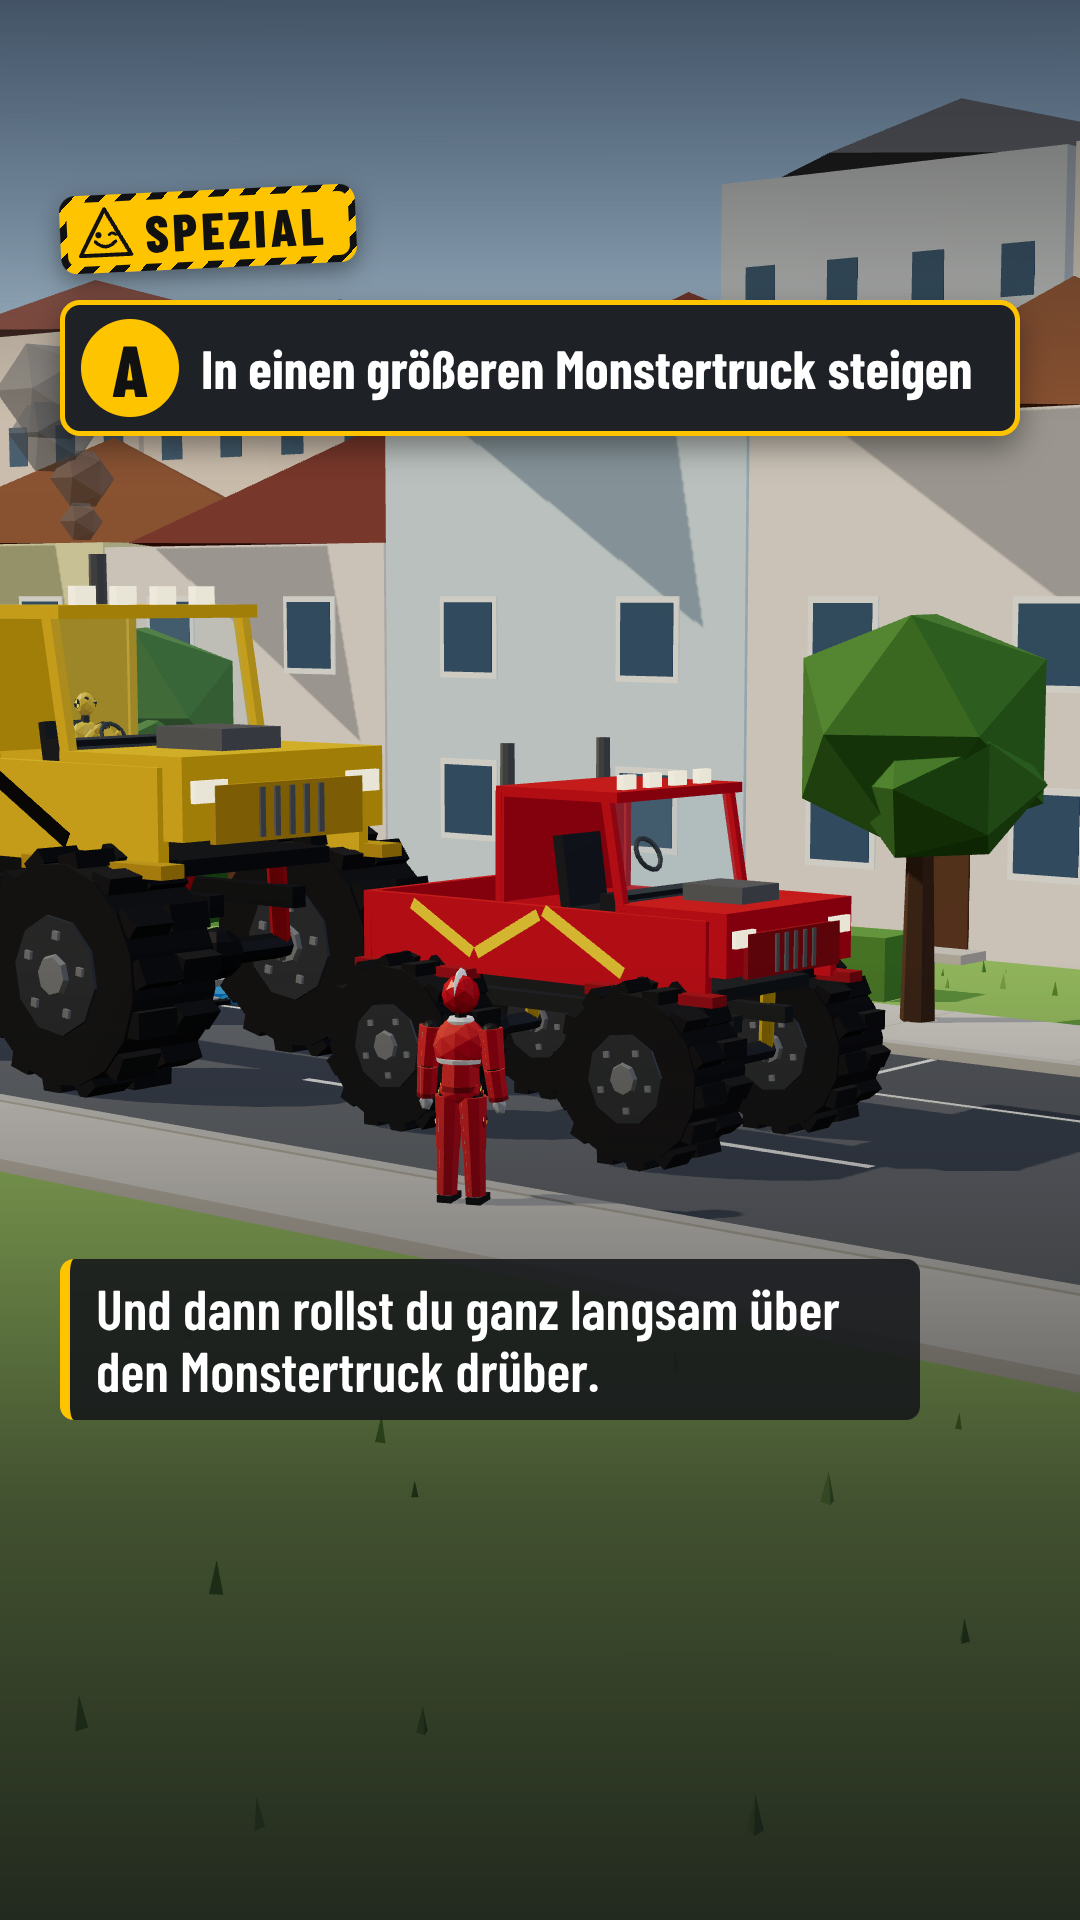 SPEZIAL
A In einen größeren Monstertruck steigen
Und dann rollst du ganz langsam über
den Monstertruck drüber.